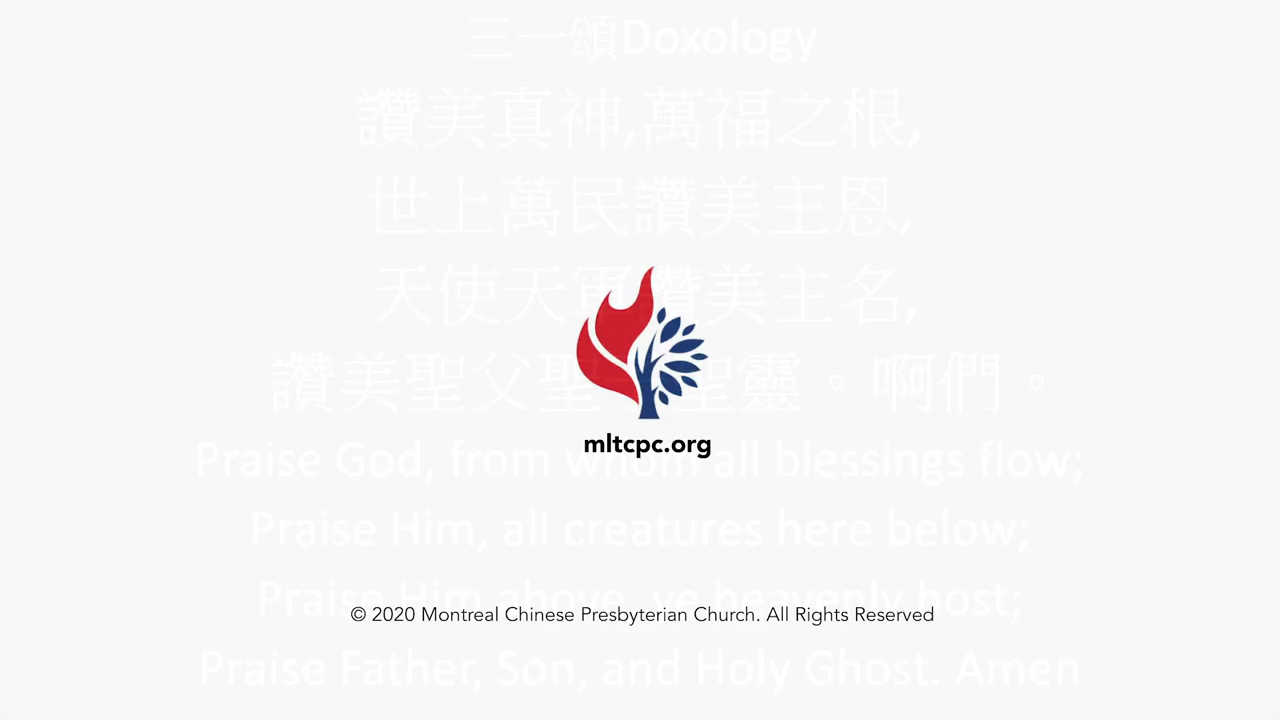 三一頌Doxology
讚美真神,萬福之根,
世上萬民讚美主恩,
天使天軍讚美主名,
讚美聖父聖子聖靈。啊們。
mltcpc.org
Praise God, from whom all blessings flow;
Praise Him, all creatures here below;
Praise Him above, ye heavenly host;
© 2020 Montreal Chinese Presbyterian Church. All Rights Reserved
Praise Father, Son, and Holy Ghost. Amen